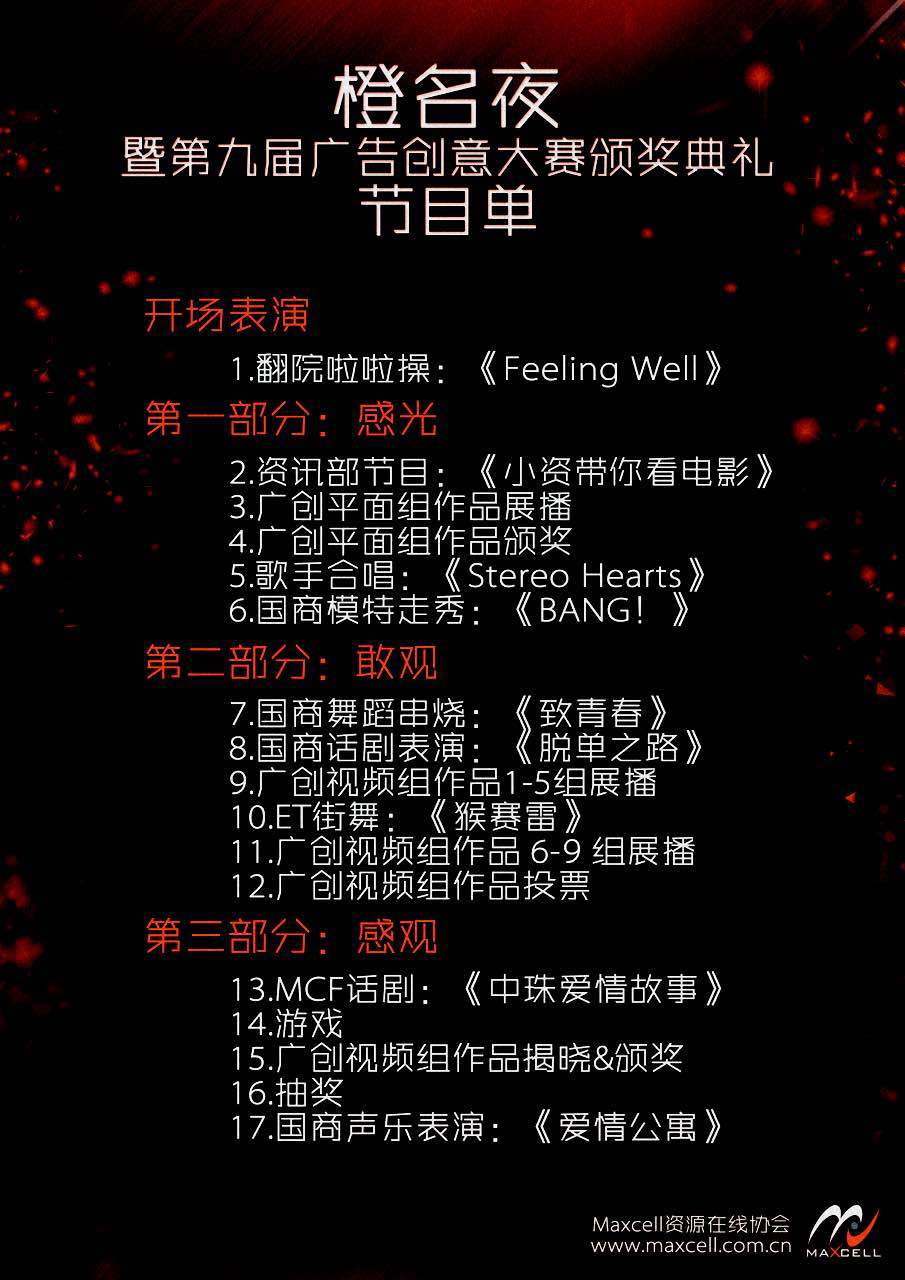 橙名夜
暨第九届广告创意大赛颁奖典礼
节目单
开场表演
1.翻院啦啦操：《Feeling Well》
第一部分：感光
2.资讯部节目：《小资带你看电影》
3.广创平面组作品展播
4.广创平面组作品颁奖
5.歌手合唱：《Stereo Hearts》
6.国商模特走秀：《BANG！》
第二部分：敢观
7.国商舞蹈串烧：《致青春》
8.国商话剧表演：《脱单之路》
9.广创视频组作品1-5组展播
10.ET街舞：《猴赛雷》
11.广创视频组作品 6-9 组展播
12.广创视频组作品投票
第三部分：感观
13.MCF话剧：《中珠爱情故事》
14.游戏
15.广创视频组作品揭晓&颁奖
16.抽奖
17.国商声乐表演：《爱情公寓》
Maxcell资源在线协会
www.maxcell.com.cn
MAXCELL